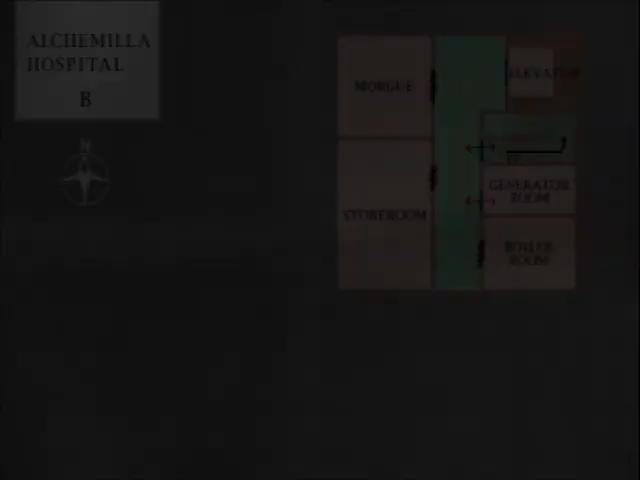 ALCHEMILLA
HOSPITAL
B
N
MORGUE
ELEVATOR
GENERATOR
ROOM
STOREROOM
BOILER
ROOM